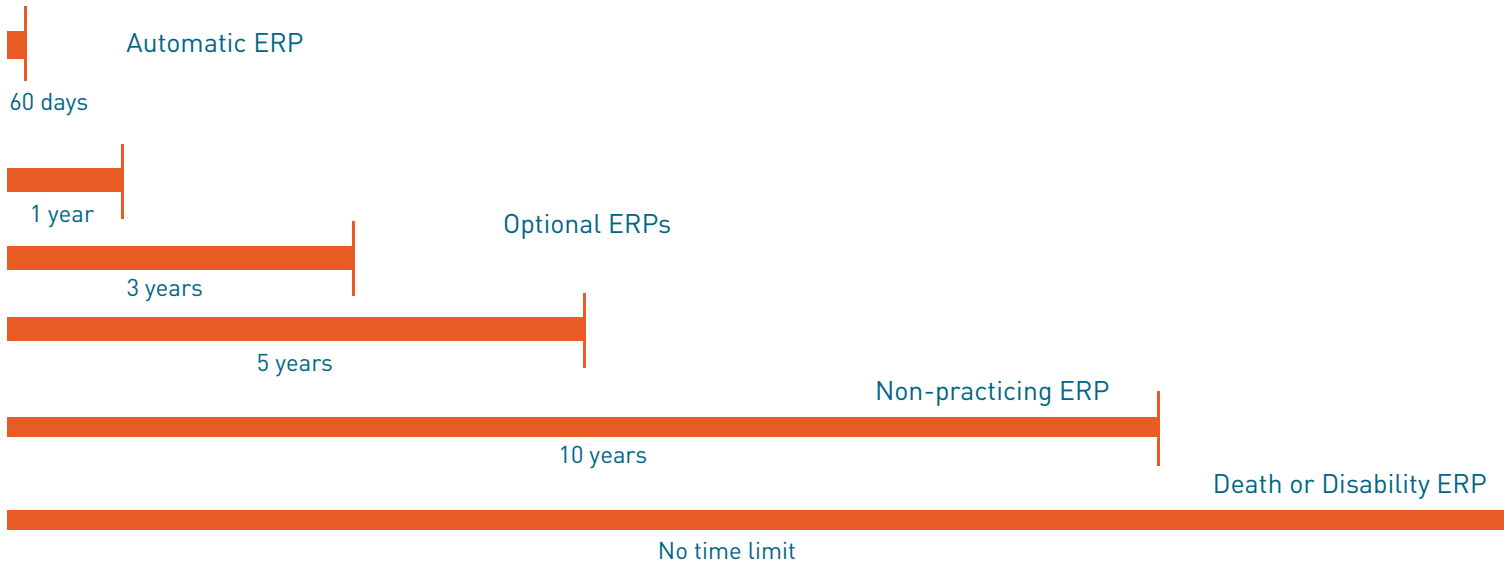 Automatic ERP
60 days
1 year
Optional ERPs
3 years
5 years
Non-practicing ERP
10 years
Death or Disability ERP
No time limit